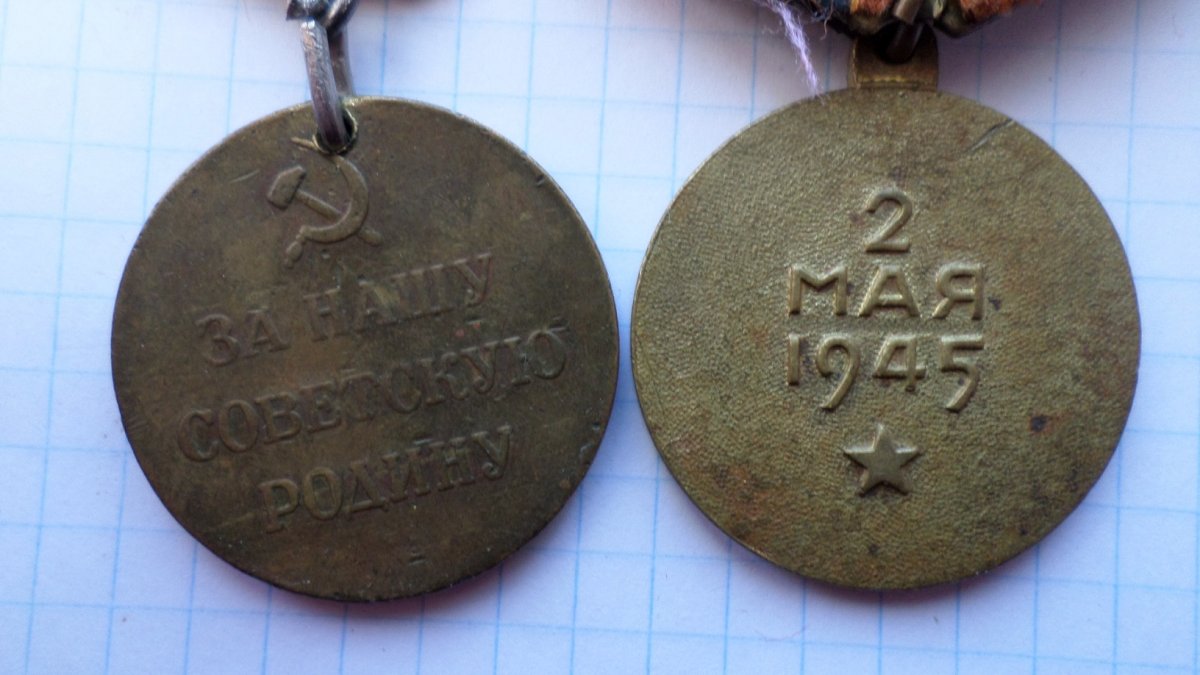 ЗА НАШУ
СОВЕТСКУЮ
РОДИНУ
2
МАЯ
1945